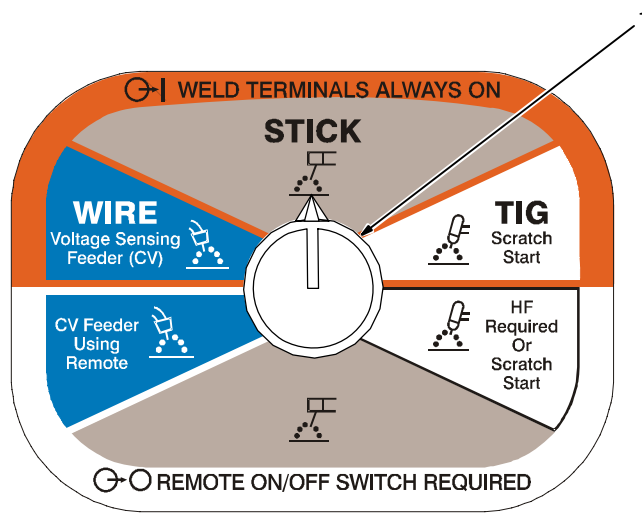 WELD TERMINALS ALWAYS ON
STICK
WIRE
Voltage Sensing
Feeder (CV)
TIG
Scratch
Start
CV Feeder
Using
Remote
HF
Required
Or
Scratch
Start
REMOTE ON/OFF SWITCH REQUIRED